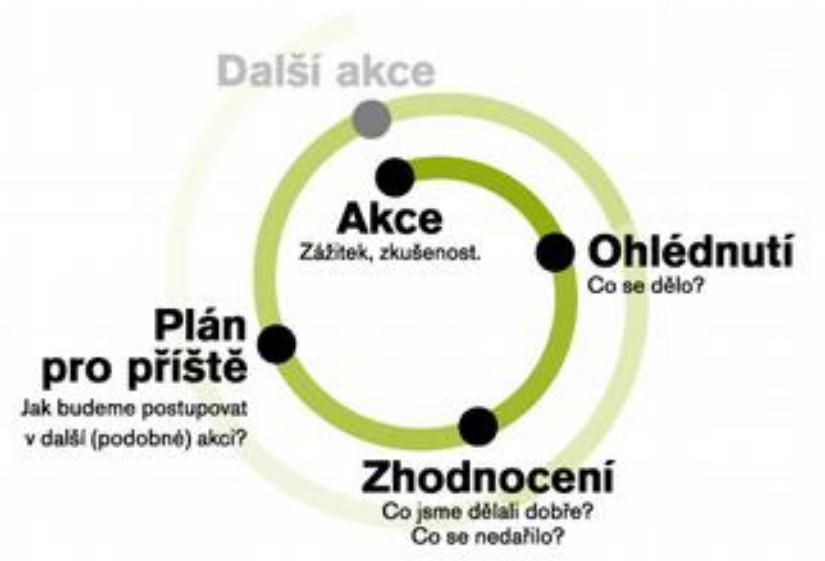 Další akce
Akce
Zážitek, zkušenost.
Ohlédnutí
Co se dělo?
Zhodnocení
Co jsme dělali dobře?
Co se nedařilo?
Plán
pro příště
Jak budeme postupovat
v další (podobné) akci?